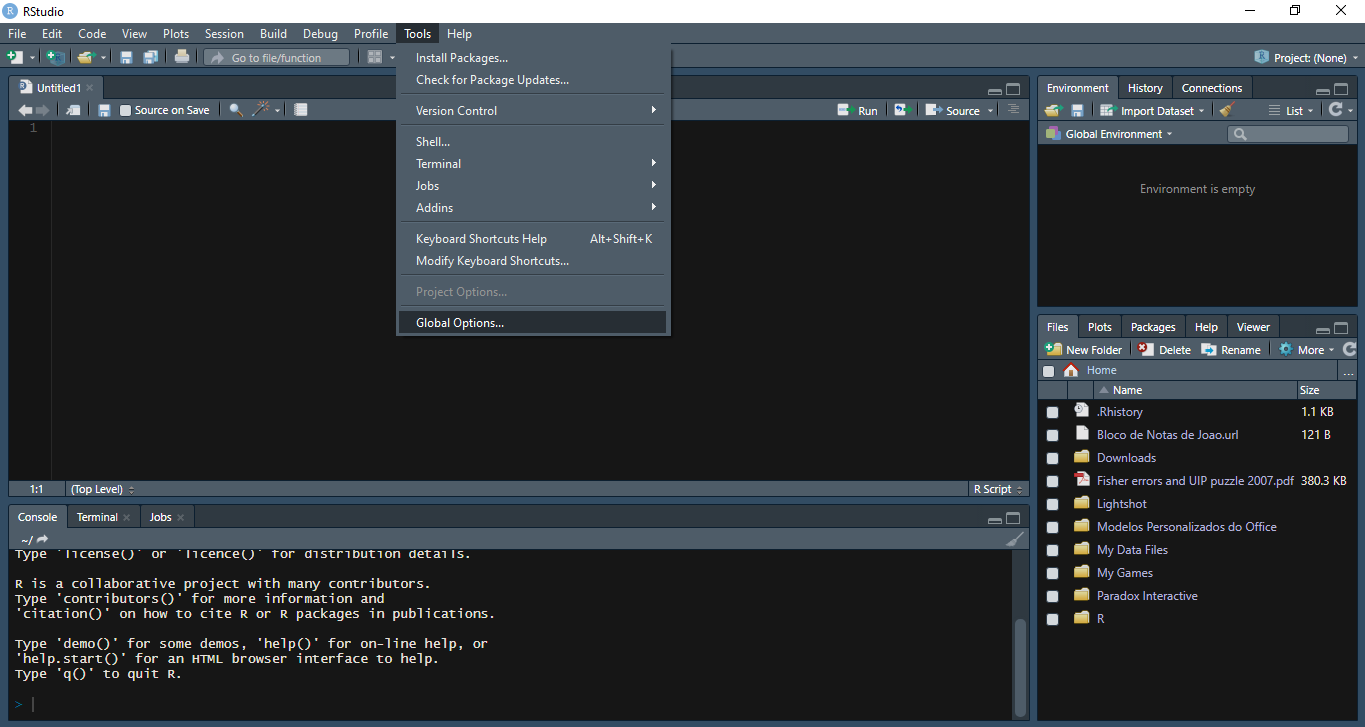 RStudio
File Edit Code View Plots Session Build Debug Profile Tools Help
Go to file/function
Project: (None)
Install Packages...
Check for Package Updates...
Version Control
Shell...
Terminal
Jobs
Addins
Keyboard Shortcuts Help Alt+Shift+K
Modify Keyboard Shortcuts...
Project Options...
Global Options...
Untitled1
Source on Save
Run Source
1
1:1 (Top Level) R Script
Console Terminal Jobs
~/
Type 'license()' or 'licence()' for distribution details.
R is a collaborative project with many contributors.
Type 'contributors()' for more information and
'citation()' on how to cite R or R packages in publications.
Type 'demo()' for some demos, 'help()' for on-line help, or
'help.start()' for an HTML browser interface to help.
Type 'q()' to quit R.
>
Environment History Connections
Import Dataset List
Global Environment
Environment is empty
Files Plots Packages Help Viewer
New Folder Delete Rename More
Home ...
Name Size
.Rhistory 1.1 KB
Bloco de Notas de Joao.url 121 B
Downloads
Fisher errors and UIP puzzle 2007.pdf 380.3 KB
Lightshot
Modelos Personalizados do Office
My Data Files
My Games
Paradox Interactive
R